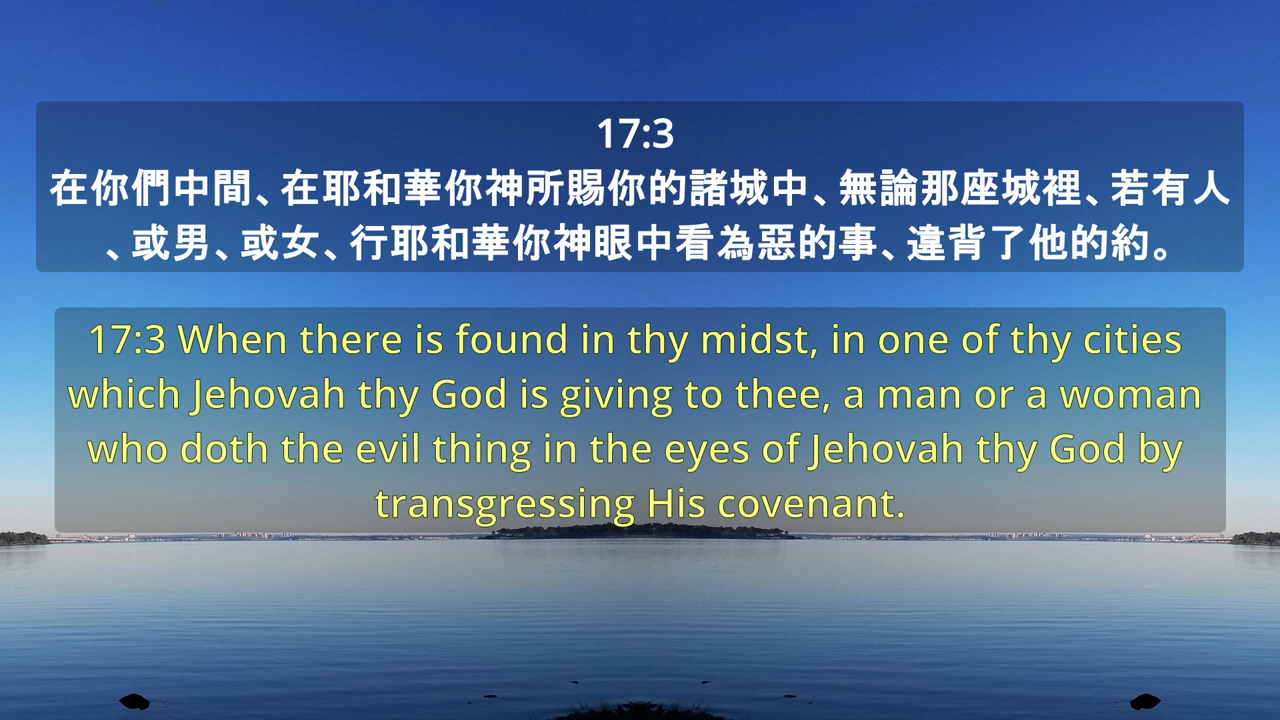 17:3
在你們中間、在耶和華你神所賜你的諸城中、無論那座城裡、若有人
、或男、或女、行耶和華你神眼中看為惡的事、違背了他的約。
17:3 When there is found in thy midst, in one of thy cities
which Jehovah thy God is giving to thee, a man or a woman
who doth the evil thing in the eyes of Jehovah thy God by
transgressing His covenant.